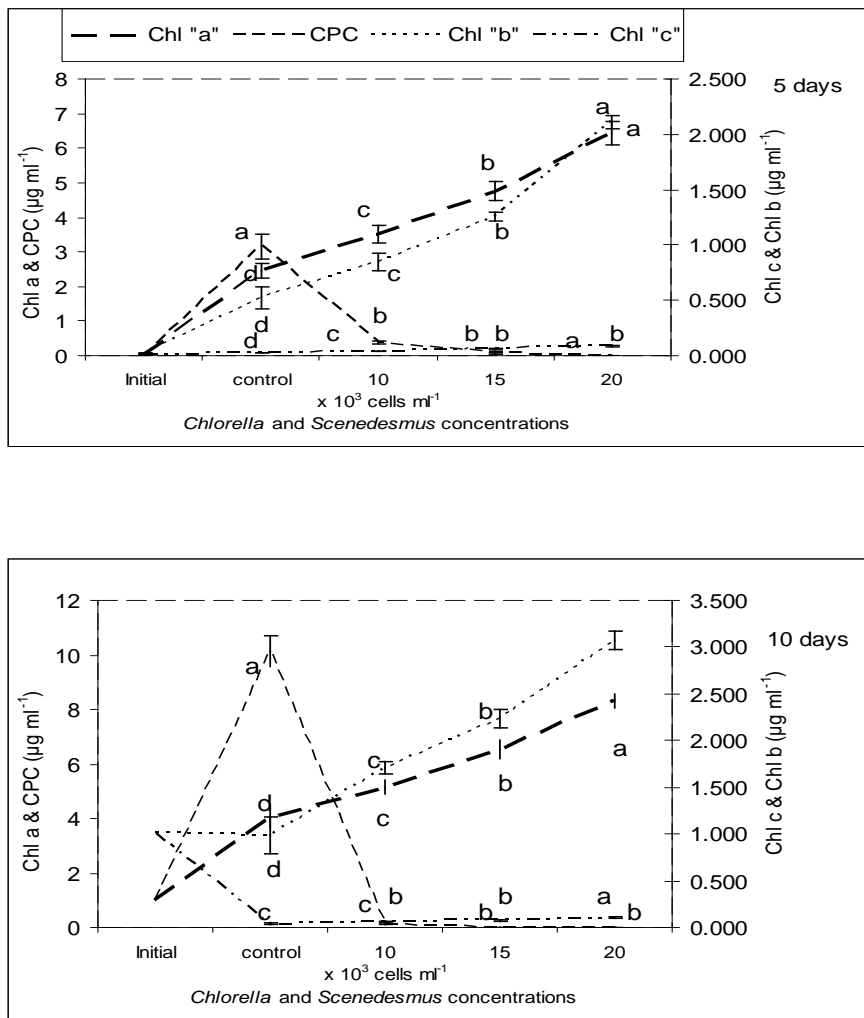 Chl "a" CPC Chl "b" Chl "c"
5 days
Chl a & CPC (µg ml⁻¹)
8
7
6
5
4
3
2
1
0
2.500
2.000
1.500
1.000
0.500
0.000
Chl c & Chl b (µg ml⁻¹)
a
a
b
c
a
b
d
c
b
d
d
c
b
b
a
b
Initial control 10 15 20
x 10³ cells ml⁻¹
Chlorella and Scenedesmus concentrations
10 days
Chl a & CPC (µg ml⁻¹)
12
10
8
6
4
2
0
3.500
3.000
2.500
2.000
1.500
1.000
0.500
0.000
Chl c & Chl b (µg ml⁻¹)
a
b
c
a
d
b
c
d
b
b
a
c
c
b
b
Initial control 10 15 20
x 10³ cells ml⁻¹
Chlorella and Scenedesmus concentrations